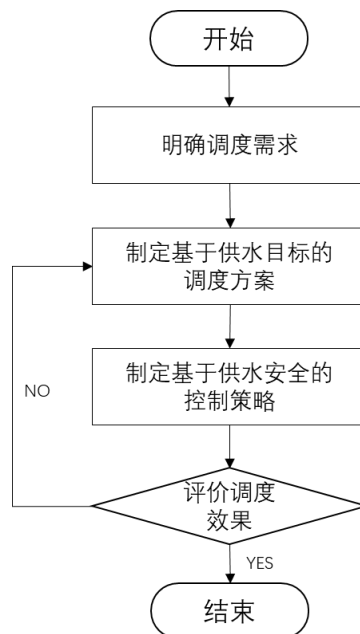 开始
明确调度需求
制定基于供水目标的
调度方案
制定基于供水安全的
控制策略
NO
评价调度
效果
YES
结束